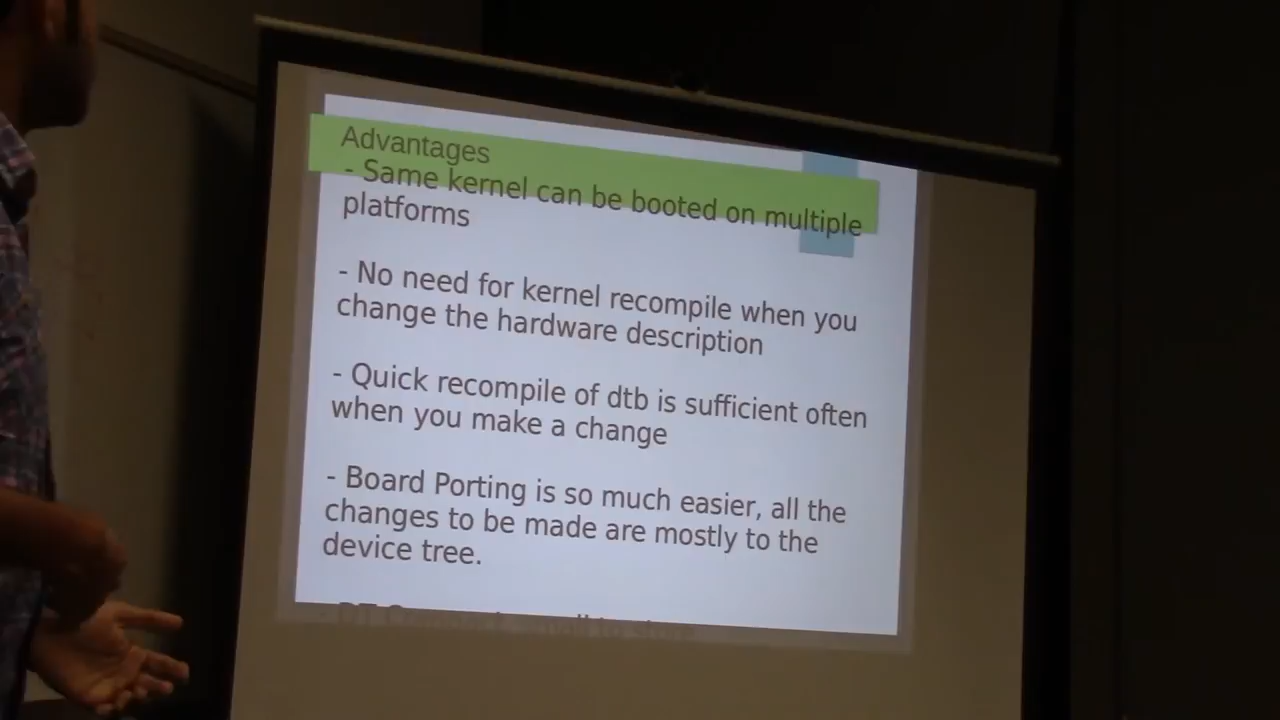 Advantages
- Same kernel can be booted on multiple
platforms
- No need for kernel recompile when you
change the hardware description
- Quick recompile of dtb is sufficient often
when you make a change
- Board Porting is so much easier, all the
changes to be made are mostly to the
device tree.